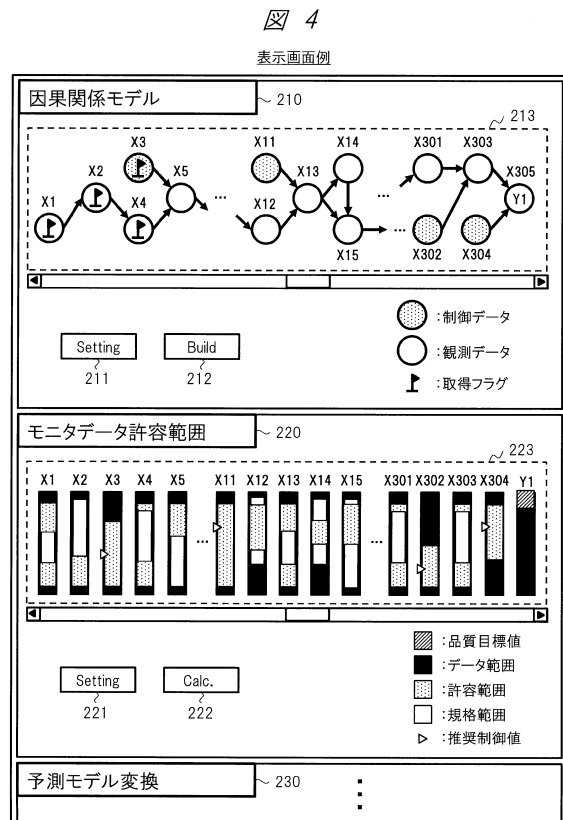 図 4
表示画面例
因果関係モデル
210
213
X3 X11 X14 X301 X303
X2 X5 X13 X305
X1 X4 X12 Y1
... ... ...
X15 X302 X304
:制御データ
Setting Build :観測データ
211 212 :取得フラグ
モニタデータ許容範囲
220
223
X1 X2 X3 X4 X5 X11 X12 X13 X14 X15 X301 X302 X303 X304 Y1
... ...
:品質目標値
:データ範囲
Setting Calc. :許容範囲
221 222 :規格範囲
:推奨制御値
予測モデル変換
230